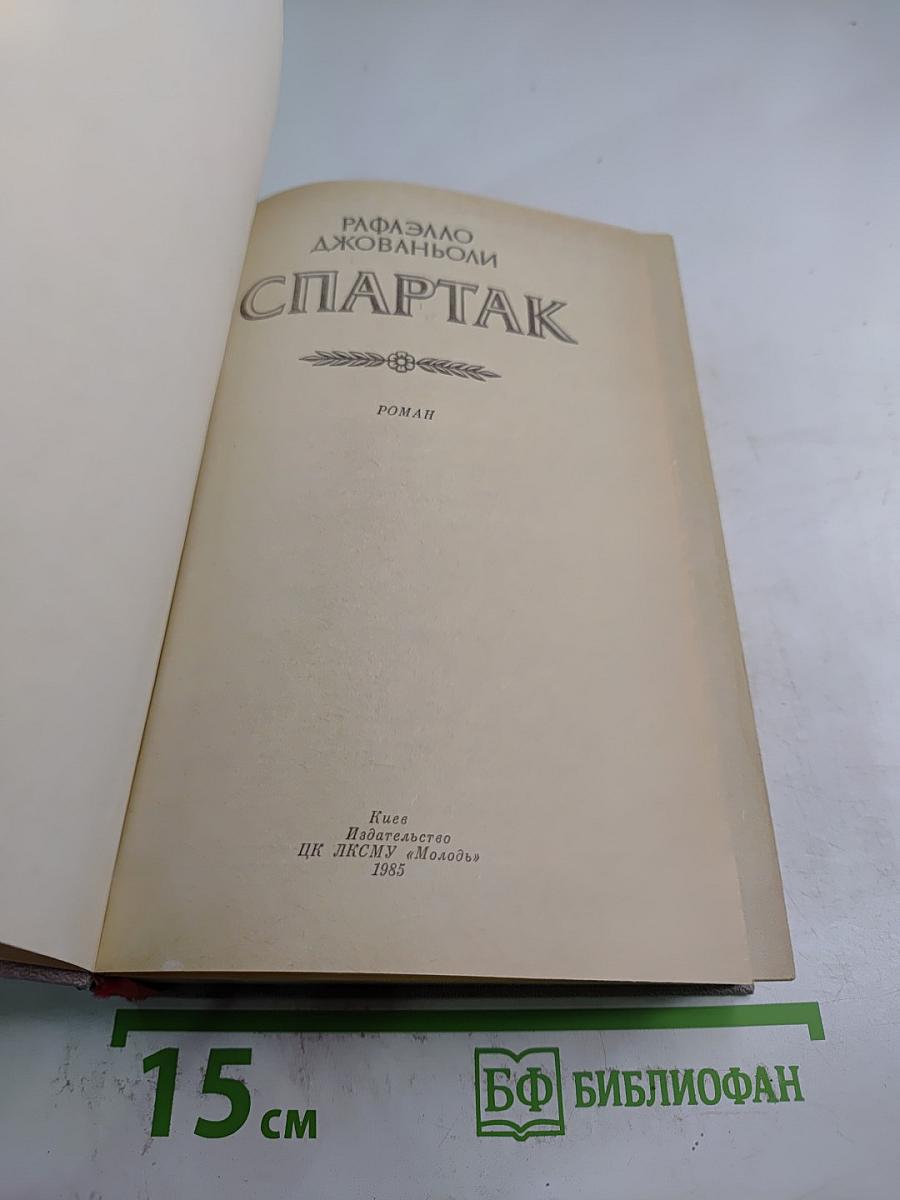 РАФАЭЛЛО
ДЖОВАНЬОЛИ
СПАРТАК
РОМАН
Киев
Издательство
ЦК ЛКСМУ «Молодь»
1985
15 см
БФ БИБЛИОФАН